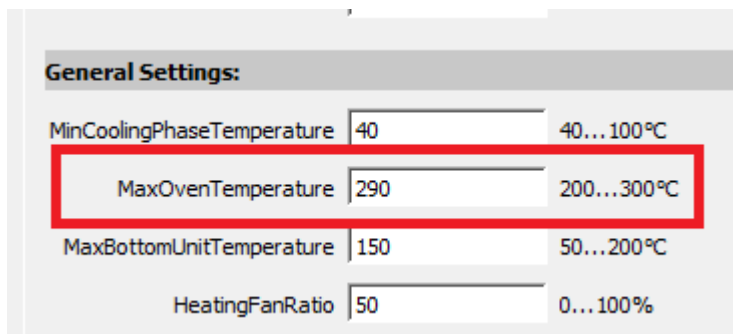 General Settings:
MinCoolingPhaseTemperature 40 40...100°C
MaxOvenTemperature 290 200...300°C
MaxBottomUnitTemperature 150 50...200°C
HeatingFanRatio 50 0...100%